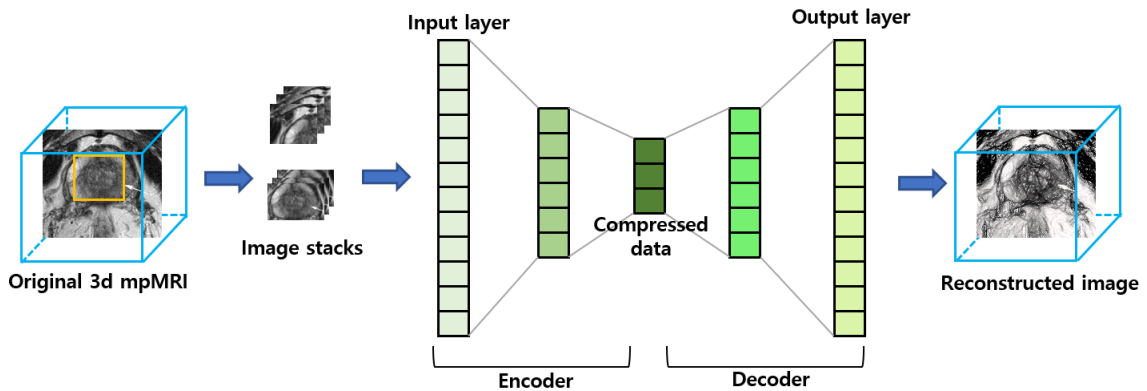 Input layer
Output layer
Original 3d mpMRI
Image stacks
Compressed
data
Reconstructed image
Encoder
Decoder